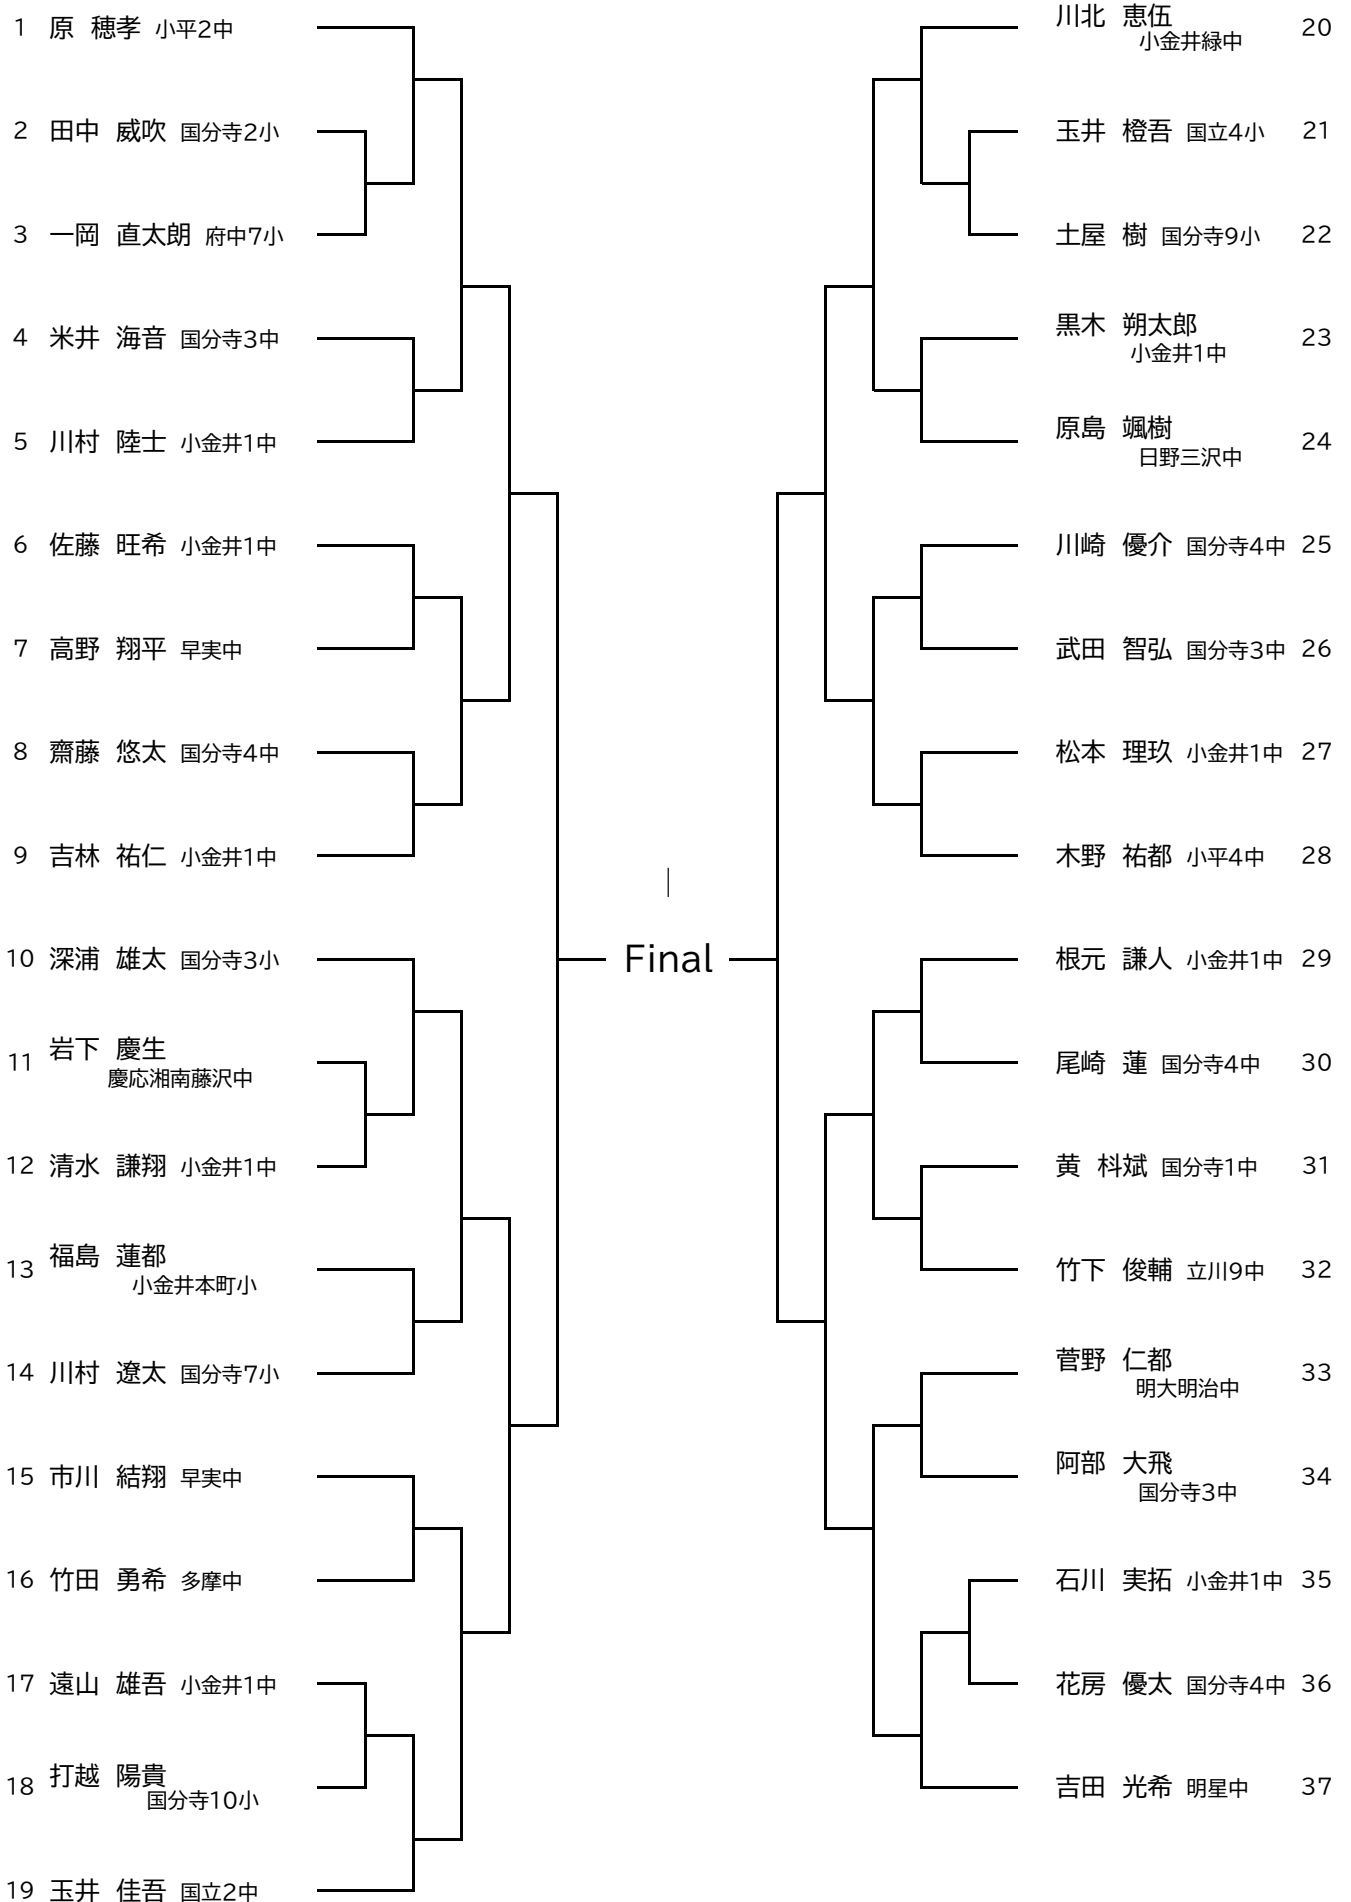 1 原 穂孝 小平2中
2 田中 威吹 国分寺2小
3 一岡 直太朗 府中7小
4 米井 海音 国分寺3中
5 川村 陸士 小金井1中
6 佐藤 旺希 小金井1中
7 高野 翔平 早実中
8 齋藤 悠太 国分寺4中
9 吉林 祐仁 小金井1中
10 深浦 雄太 国分寺3小
11 岩下 慶生
慶応湘南藤沢中
12 清水 謙翔 小金井1中
13 福島 蓮都
小金井本町小
14 川村 遼太 国分寺7小
15 市川 結翔 早実中
16 竹田 勇希 多摩中
17 遠山 雄吾 小金井1中
18 打越 陽貴
国分寺10小
19 玉井 佳吾 国立2中
Final
川北 恵伍 20
小金井緑中
玉井 橙吾 国立4小 21
土屋 樹 国分寺9小 22
黒木 朔太郎 23
小金井1中
原島 颯樹 24
日野三沢中
川崎 優介 国分寺4中 25
武田 智弘 国分寺3中 26
松本 理玖 小金井1中 27
木野 祐都 小平4中 28
根元 謙人 小金井1中 29
尾崎 蓮 国分寺4中 30
黄 枓斌 国分寺1中 31
竹下 俊輔 立川9中 32
菅野 仁都 33
明大明治中
阿部 大飛 34
国分寺3中
石川 実拓 小金井1中 35
花房 優太 国分寺4中 36
吉田 光希 明星中 37